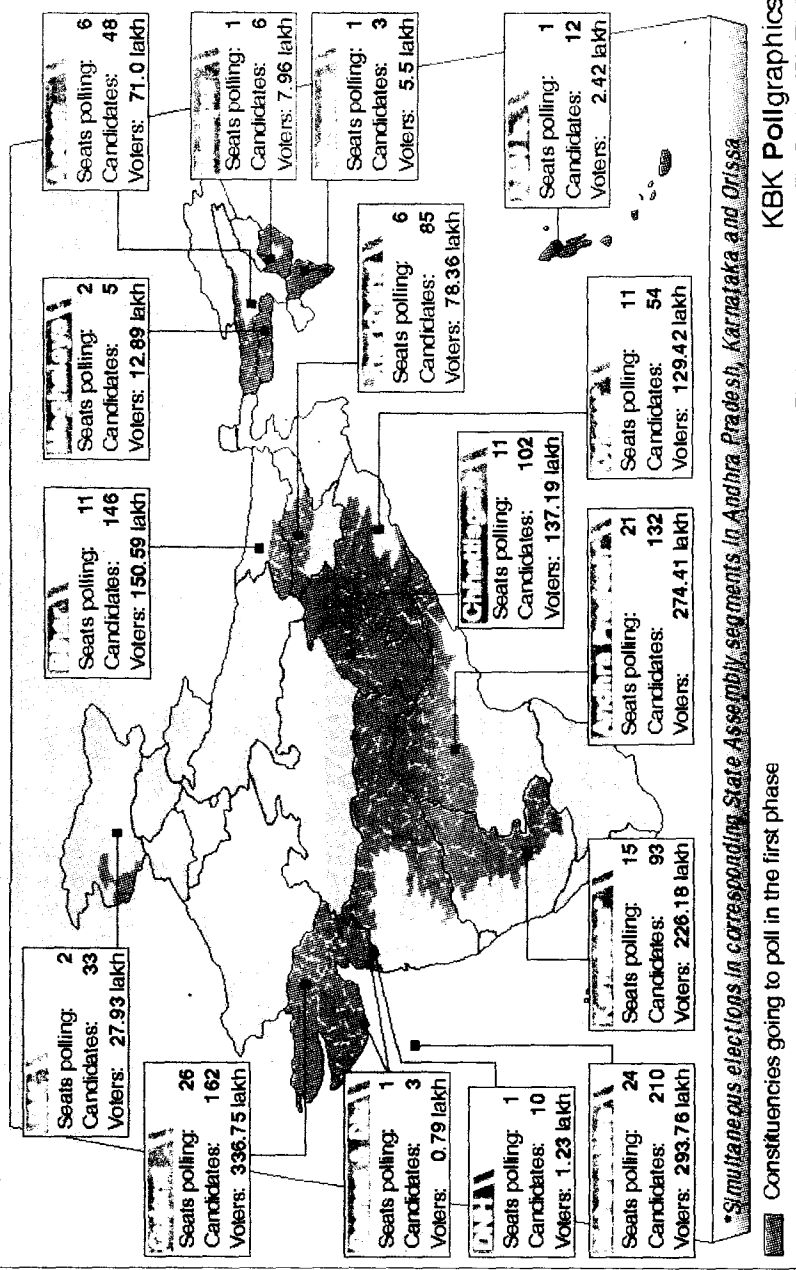 Seats polling: 2
Candidates: 33
Voters: 27.93 lakh
Seats polling: 11
Candidates: 146
Voters: 150.59 lakh
Seats polling: 2
Candidates: 5
Voters: 12.89 lakh
Seats polling: 6
Candidates: 48
Voters: 71.0 lakh
Seats polling: 26
Candidates: 162
Voters: 336.75 lakh
Seats polling: 1
Candidates: 6
Voters: 7.96 lakh
Seats polling: 1
Candidates: 3
Voters: 0.79 lakh
Seats polling: 6
Candidates: 85
Voters: 78.36 lakh
Seats polling: 1
Candidates: 3
Voters: 5.5 lakh
Seats polling: 1
Candidates: 10
Voters: 1.23 lakh
Seats polling: 11
Candidates: 102
Voters: 137.19 lakh
Seats polling: 1
Candidates: 12
Voters: 2.42 lakh
Seats polling: 24
Candidates: 210
Voters: 293.76 lakh
Seats polling: 15
Candidates: 93
Voters: 226.18 lakh
Seats polling: 21
Candidates: 132
Voters: 274.41 lakh
Seats polling: 11
Candidates: 54
Voters: 129.42 lakh
*Simultaneous elections in corresponding State Assembly segments in Andhra Pradesh, Karnataka and Orissa
Constituencies going to poll in the first phase
KBK Pollgraphics